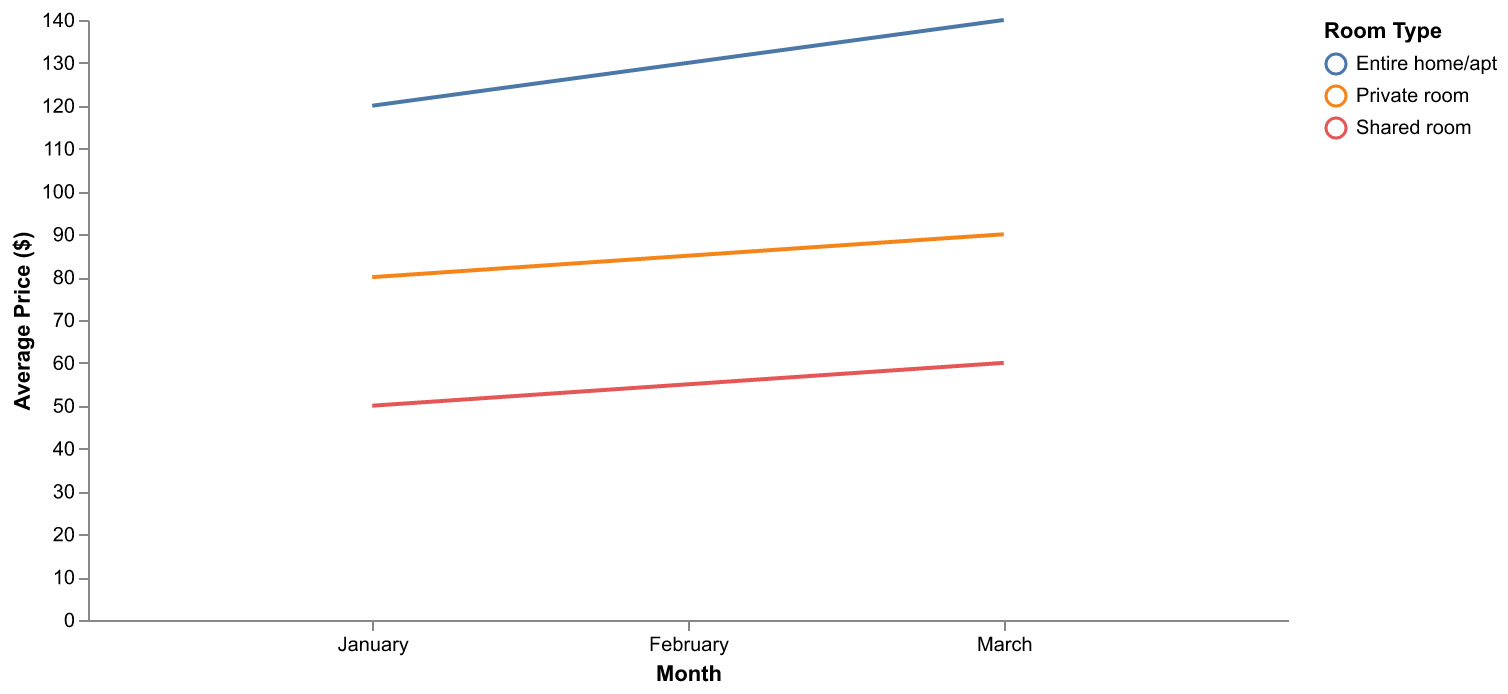 140
130
120
110
100
90
80
70
60
50
40
30
20
10
0
Average Price ($)
January
February
March
Month
Room Type
Entire home/apt
Private room
Shared room